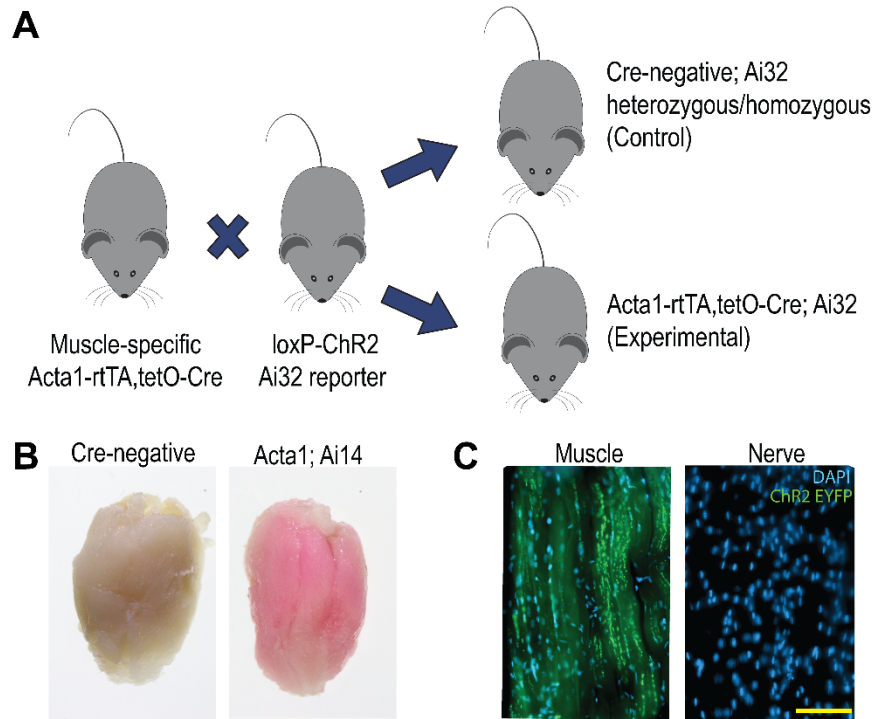 A
Cre-negative; Ai32
heterozygous/homozygous
(Control)
Muscle-specific
Acta1-rtTA,tetO-Cre
loxP-ChR2
Ai32 reporter
Acta1-rtTA,tetO-Cre; Ai32
(Experimental)
B
Cre-negative
Acta1; Ai14
C
Muscle
Nerve
DAPI
ChR2 EYFP